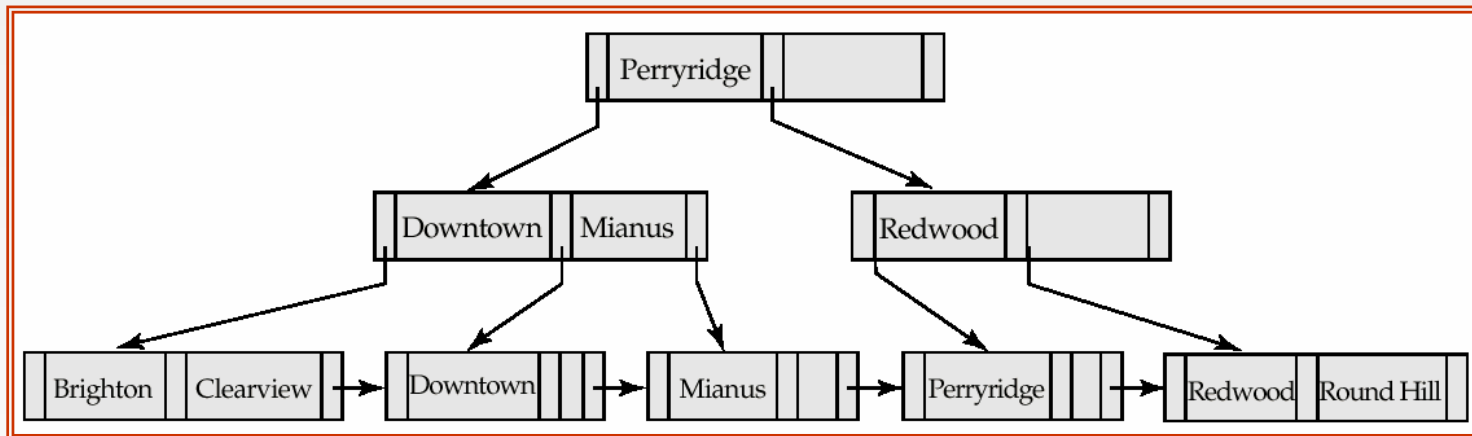 Perryridge
Downtown Mianus
Redwood
Brighton Clearview
Downtown
Mianus
Perryridge
Redwood Round Hill